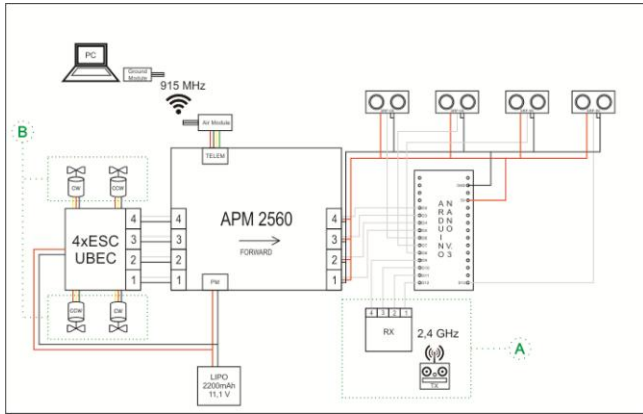 PC
Ground
Module
915 MHz
Air Module
TELEM
B
CW
CCW
4xESC
UBEC
4
3
2
1
4
3
2
1
APM 2560
FORWARD
4
3
2
1
PM
CCW
CW
LIPO
2200mAh
11,1 V
ARDUINO
NANO V.3
4 3 2 1
RX
2,4 GHz
TX
A